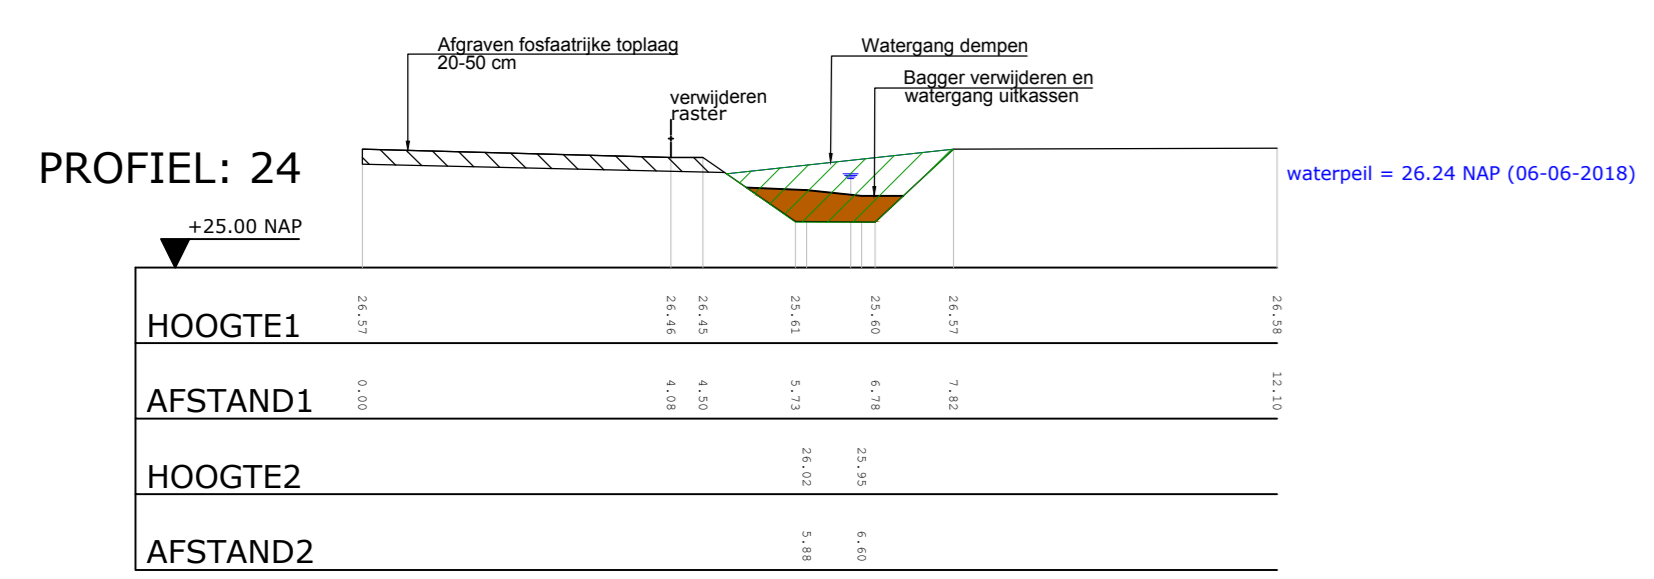 Afgraven fosfaatrijke toplaag
20-50 cm
Watergang dempen
Bagger verwijderen en
watergang uitkassen
verwijderen
raster
PROFIEL: 24
waterpeil = 26.24 NAP (06-06-2018)
+25.00 NAP
HOOGTE1 26.57 26.46 26.45 25.61 25.60 26.57 26.58
AFSTAND1 0.00 4.08 4.50 5.73 6.78 7.82 12.10
HOOGTE2 26.02 25.95
AFSTAND2 5.88 6.60